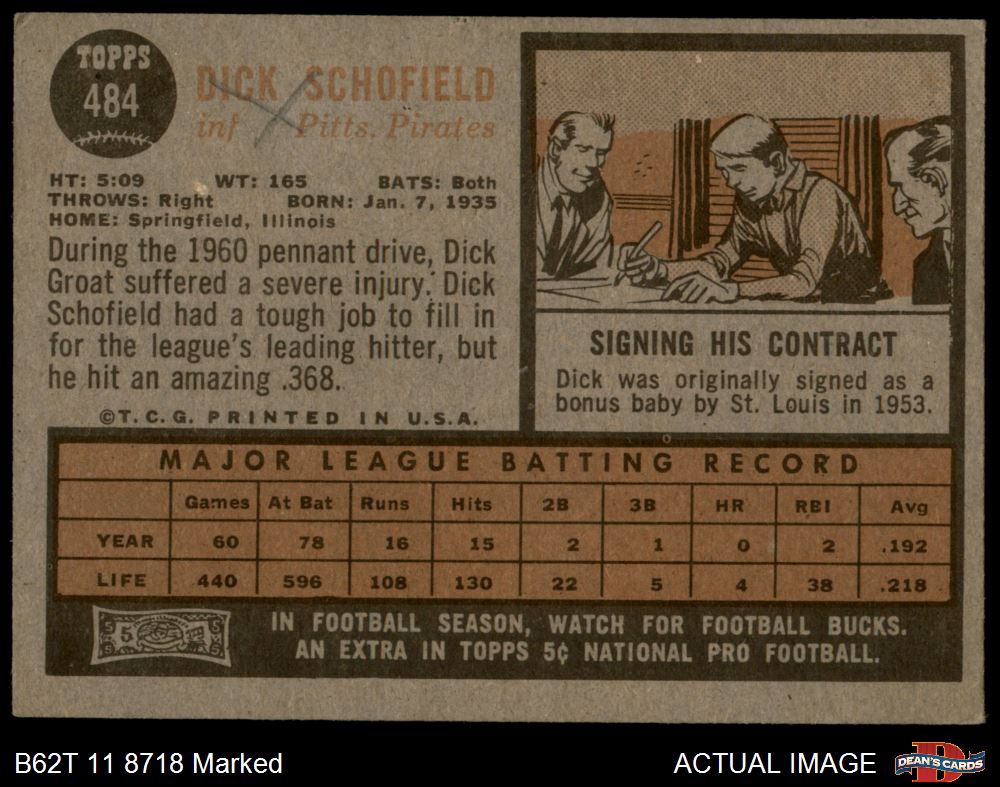 TOPPS
484
DICK SCHOFIELD
inf Pitts. Pirates
HT: 5:09 WT: 165 BATS: Both
THROWS: Right BORN: Jan. 7, 1935
HOME: Springfield, Illinois
During the 1960 pennant drive, Dick
Groat suffered a severe injury. Dick
Schofield had a tough job to fill in
for the league's leading hitter, but
he hit an amazing .368.
©T.C.G. PRINTED IN U.S.A.
SIGNING HIS CONTRACT
Dick was originally signed as a
bonus baby by St. Louis in 1953.
MAJOR LEAGUE BATTING RECORD
Games At Bat Runs Hits 2B 3B HR RBI Avg
YEAR 60 78 16 15 2 1 0 2 .192
LIFE 440 596 108 130 22 5 4 38 .218
5
IN FOOTBALL SEASON, WATCH FOR FOOTBALL BUCKS.
AN EXTRA IN TOPPS 5¢ NATIONAL PRO FOOTBALL.
B62T 11 8718 Marked
ACTUAL IMAGE
D
DEAN'S CARDS